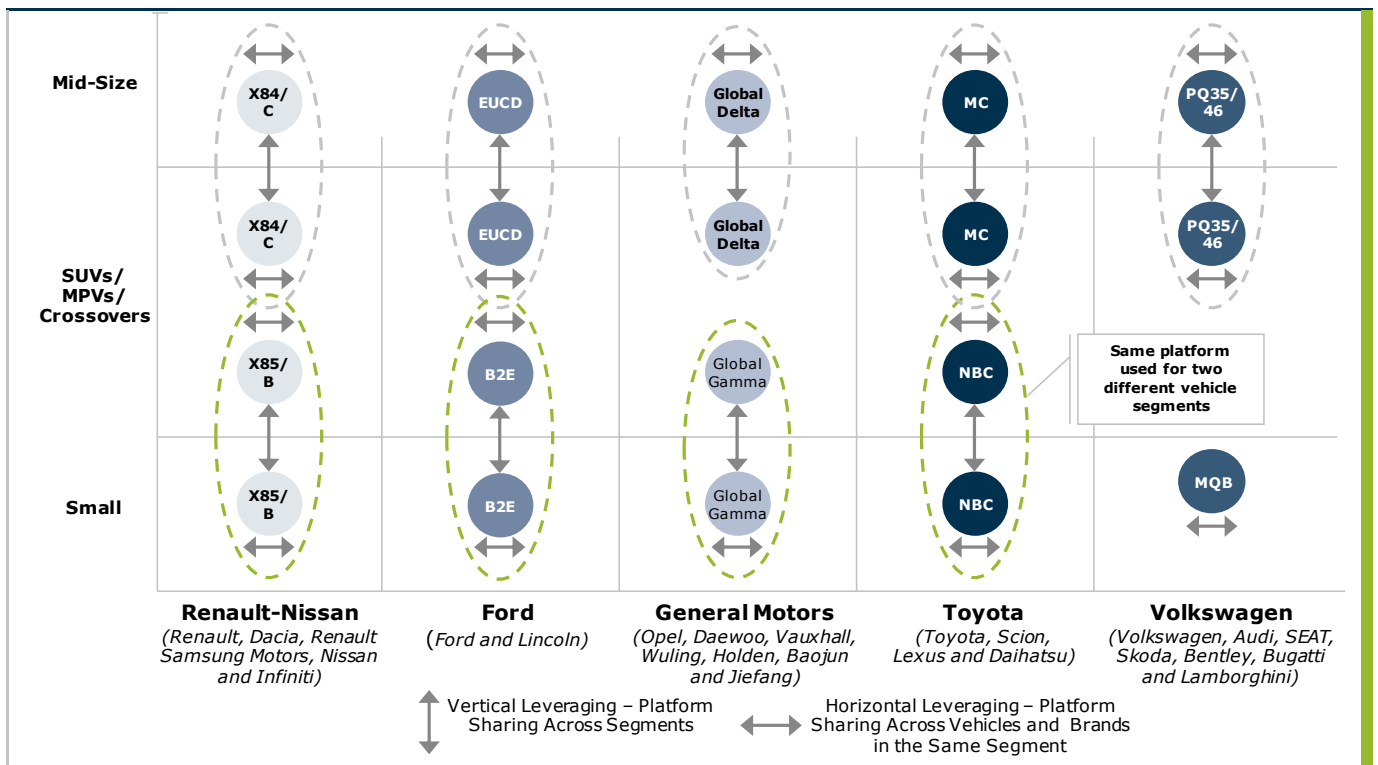 Mid-Size
X84/
C
EUCD
Global
Delta
MC
PQ35/
46
SUVs/
MPVs/
Crossovers
X84/
C
EUCD
Global
Delta
MC
PQ35/
46
X85/
B
B2E
Global
Gamma
NBC
Same platform
used for two
different vehicle
segments
Small
X85/
B
B2E
Global
Gamma
NBC
MQB
Renault-Nissan
(Renault, Dacia, Renault
Samsung Motors, Nissan
and Infiniti)
Ford
(Ford and Lincoln)
General Motors
(Opel, Daewoo, Vauxhall,
Wuling, Holden, Baojun
and Jiefang)
Toyota
(Toyota, Scion,
Lexus and Daihatsu)
Volkswagen
(Volkswagen, Audi, SEAT,
Skoda, Bentley, Bugatti
and Lamborghini)
Vertical Leveraging – Platform
Sharing Across Segments
Horizontal Leveraging – Platform
Sharing Across Vehicles and Brands
in the Same Segment